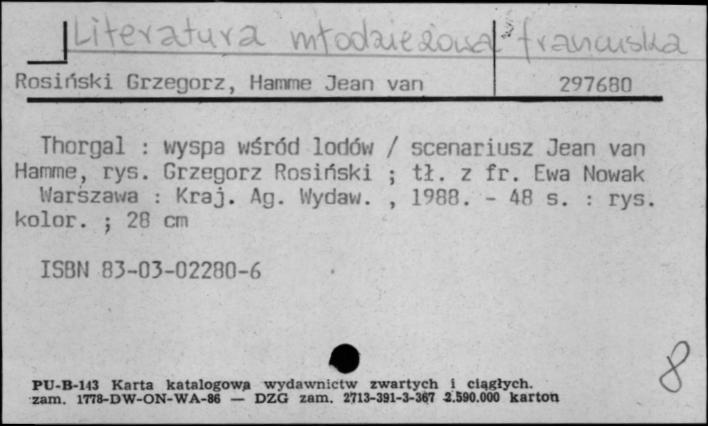 Literatura młodzieżowa francuska
Rosiński Grzegorz, Hamme Jean van 297680
Thorgal : wyspa wśród lodów / scenariusz Jean van
Hamme, rys. Grzegorz Rosiński ; tł. z fr. Ewa Nowak
Warszawa : Kraj. Ag. Wydaw. , 1988. - 48 s. : rys.
kolor. ; 28 cm
ISBN 83-03-02280-6
8
PU-B-143 Karta katalogowa wydawnictw zwartych i ciągłych.
zam. 1778-DW-ON-WA-86 — DZG zam. 2713-391-3-367 2.590.000 karton